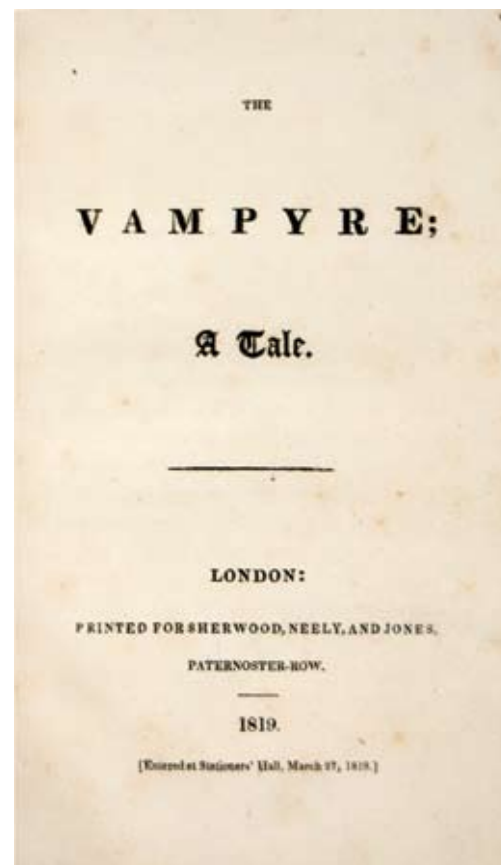 THE
VAMPYRE;
A Tale.
LONDON:
PRINTED FOR SHERWOOD, NEELY, AND JONES,
PATERNOSTER-ROW.
1819.
[Entered at Stationers' Hall, March 27, 1819.]